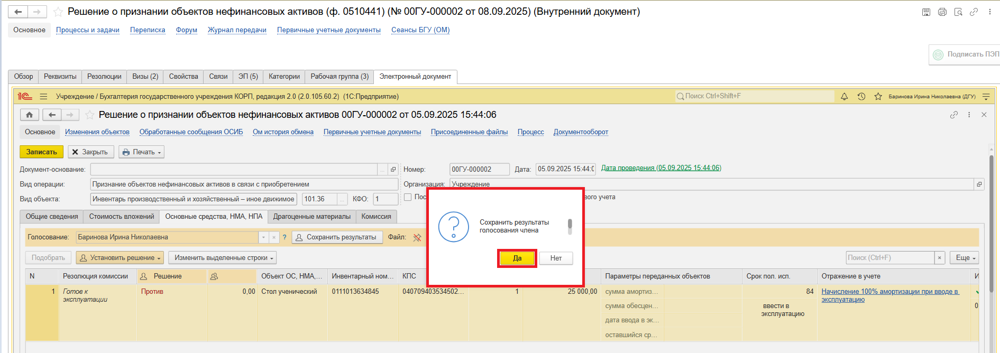 Решение о признании объектов нефинансовых активов (ф. 0510441) (№ 00ГУ-000002 от 08.09.2025) (Внутренний документ)
Основное Процессы и задачи Переписка Форум Журнал передачи Первичные учетные документы Сеансы БГУ (ОМ)
Подписать ПЭП
Обзор Реквизиты Резолюции Визы (2) Свойства Связи ЭП (5) Категории Рабочая группа (3) Электронный документ
1С Учреждение / Бухгалтерия государственного учреждения КОРП, редакция 2.0 (2.0.105.60.2) (1С:Предприятие) Поиск Ctrl+Shift+F Баринова Ирина Николаевна (ДГУ)
Решение о признании объектов нефинансовых активов 00ГУ-000002 от 05.09.2025 15:44:06
Основное Изменения объектов Обработанные сообщения ОСИБ Ом история обмена Первичные учетные документы Присоединенные файлы Процесс Документооборот
Записать Закрыть Печать
Документ-основание: ... Номер: 00ГУ-000002 Дата: 05.09.2025 15:44:0 Дата проведения (05.09.2025 15:44:06)
Вид операции: Признание объектов нефинансовых активов в связи с приобретением Организация: Учреждение
Вид объекта: Инвентарь производственный и хозяйственный – иное движимое 101.36 ... КФО: 1 Пос вого учета
Общие сведения Стоимость вложений Основные средства, НМА, НПА Драгоценные материалы Комиссия
Голосование: Баринова Ирина Николаевна × ? Сохранить результаты Файл:
Сохранить результаты
голосования члена
Да Нет
Подобрать Установить решение Изменить выделенные строки Поиск (Ctrl+F) × Еще
N Резолюция комиссии Решение Объект ОС, НМА,... Инвентарный ном... КПС Параметры переданных объектов Срок пол. исп. Отражение в учете И
1 Готов к Против 0,00 Стол ученический 0111013634845 040709403534502... 1 25 000,00 сумма амортиз... 84 Начисление 100% амортизации при вводе в
эксплуатации эксплуатацию
сумма обесцен... ввести в 0
эксплуатацию
дата ввода в эк...
оставшийся ср...